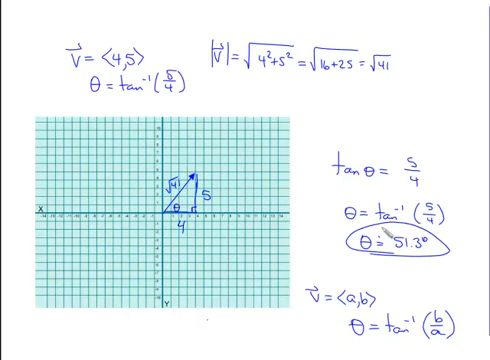 v⃗ = ⟨4,5⟩
θ = tan⁻¹(5/4)
|v⃗| = √(4²+5²) = √(16+25) = √41
X
Y
√41
θ
5
4
tan θ = 5/4
θ = tan⁻¹(5/4)
θ = 51.3°
v⃗ = ⟨a,b⟩
θ = tan⁻¹(b/a)